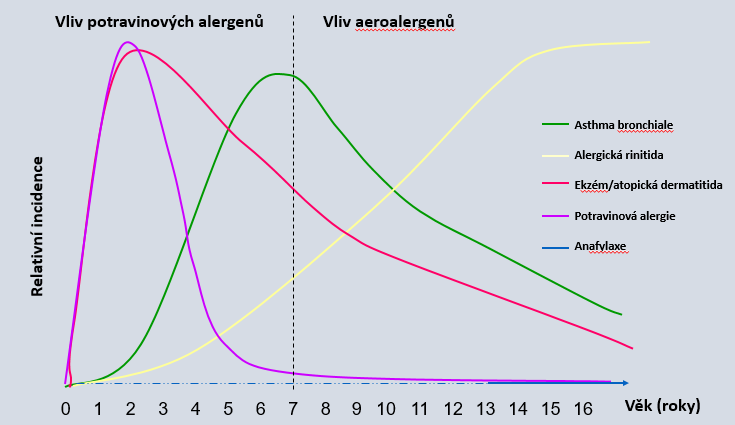 Vliv potravinových alergenů
Vliv aeroalergenů
Relativní incidence
Asthma bronchiale
Alergická rinitida
Ekzém/atopická dermatitida
Potravinová alergie
Anafylaxe
0 1 2 3 4 5 6 7 8 9 10 11 12 13 14 15 16
Věk (roky)